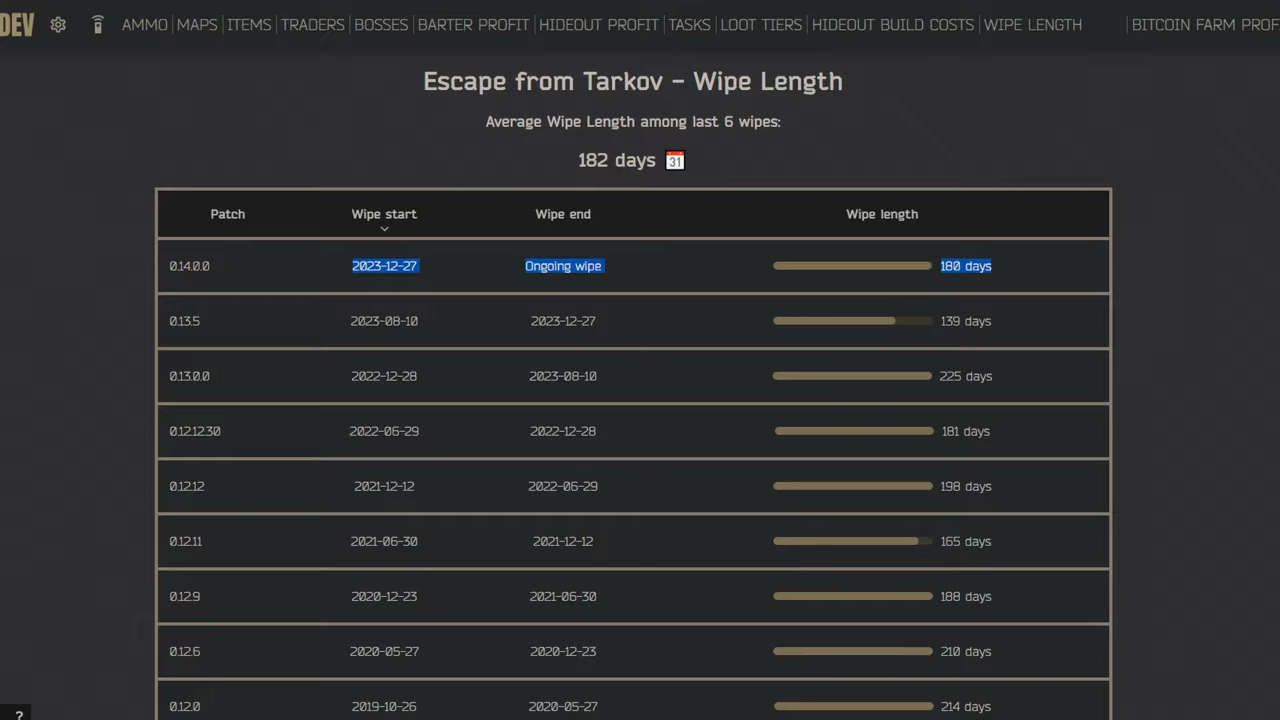 DEV AMMO MAPS ITEMS TRADERS BOSSES BARTER PROFIT HIDEOUT PROFIT TASKS LOOT TIERS HIDEOUT BUILD COSTS WIPE LENGTH BITCOIN FARM PROF
Escape from Tarkov - Wipe Length
Average Wipe Length among last 6 wipes:
182 days 31
Patch Wipe start Wipe end Wipe length
0.14.0.0 2023-12-27 Ongoing wipe 180 days
0.13.5 2023-08-10 2023-12-27 139 days
0.13.0.0 2022-12-28 2023-08-10 225 days
0.12.12.30 2022-06-29 2022-12-28 181 days
0.12.12 2021-12-12 2022-06-29 198 days
0.12.11 2021-06-30 2021-12-12 165 days
0.12.9 2020-12-23 2021-06-30 188 days
0.12.6 2020-05-27 2020-12-23 210 days
0.12.0 2019-10-26 2020-05-27 214 days
?